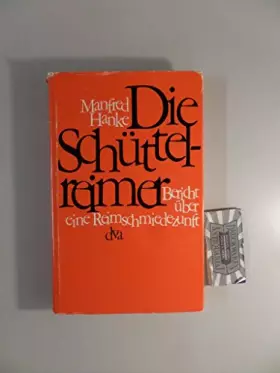 Manfred
Hanke
Die
Schüttel-
reimer
Bericht
über
eine Reimschmiedezunft
dva